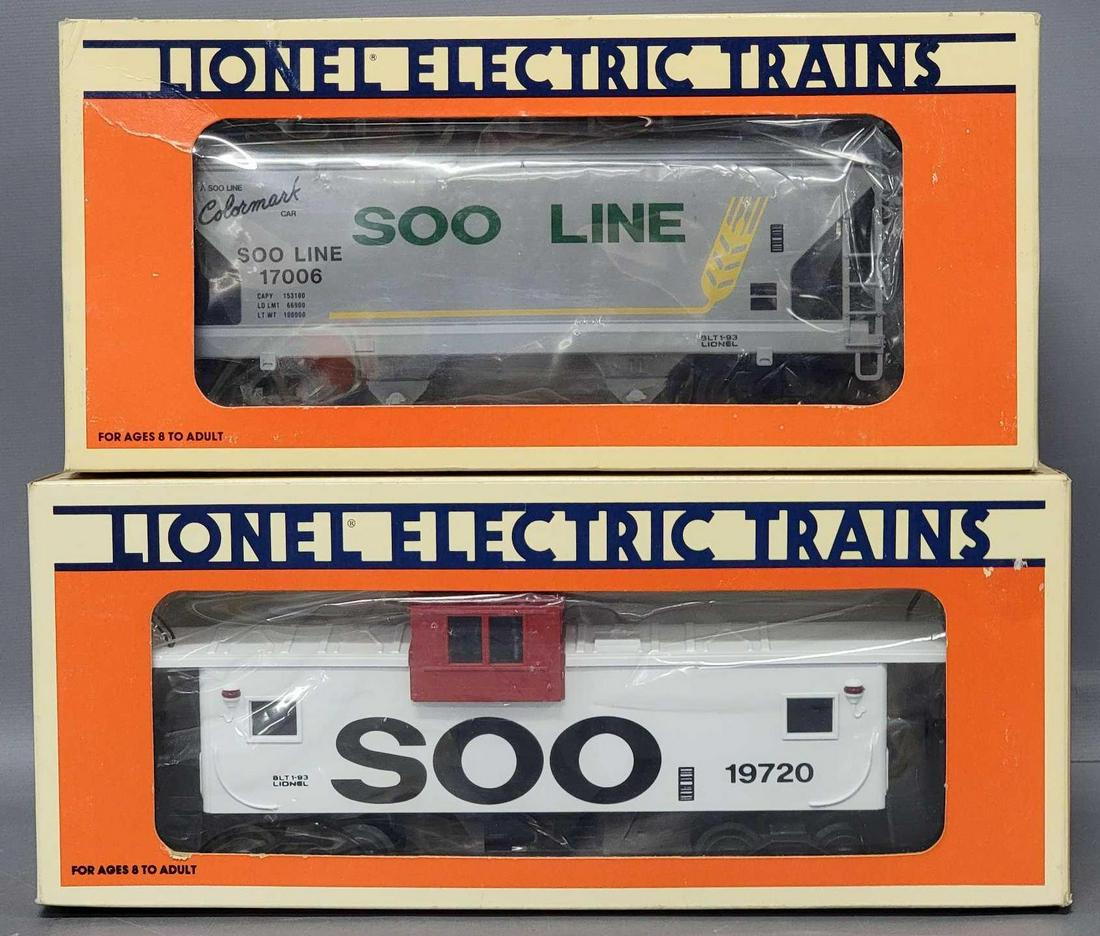 LIONEL® ELECTRIC TRAINS
A SOO LINE
Colormark
CAR
SOO LINE
SOO LINE
17006
CAPY 153100
LD LMT 66900
LT WT 100000
BLT 1-93
LIONEL
FOR AGES 8 TO ADULT
LIONEL® ELECTRIC TRAINS
SOO
BLT 1-93
LIONEL
19720
FOR AGES 8 TO ADULT